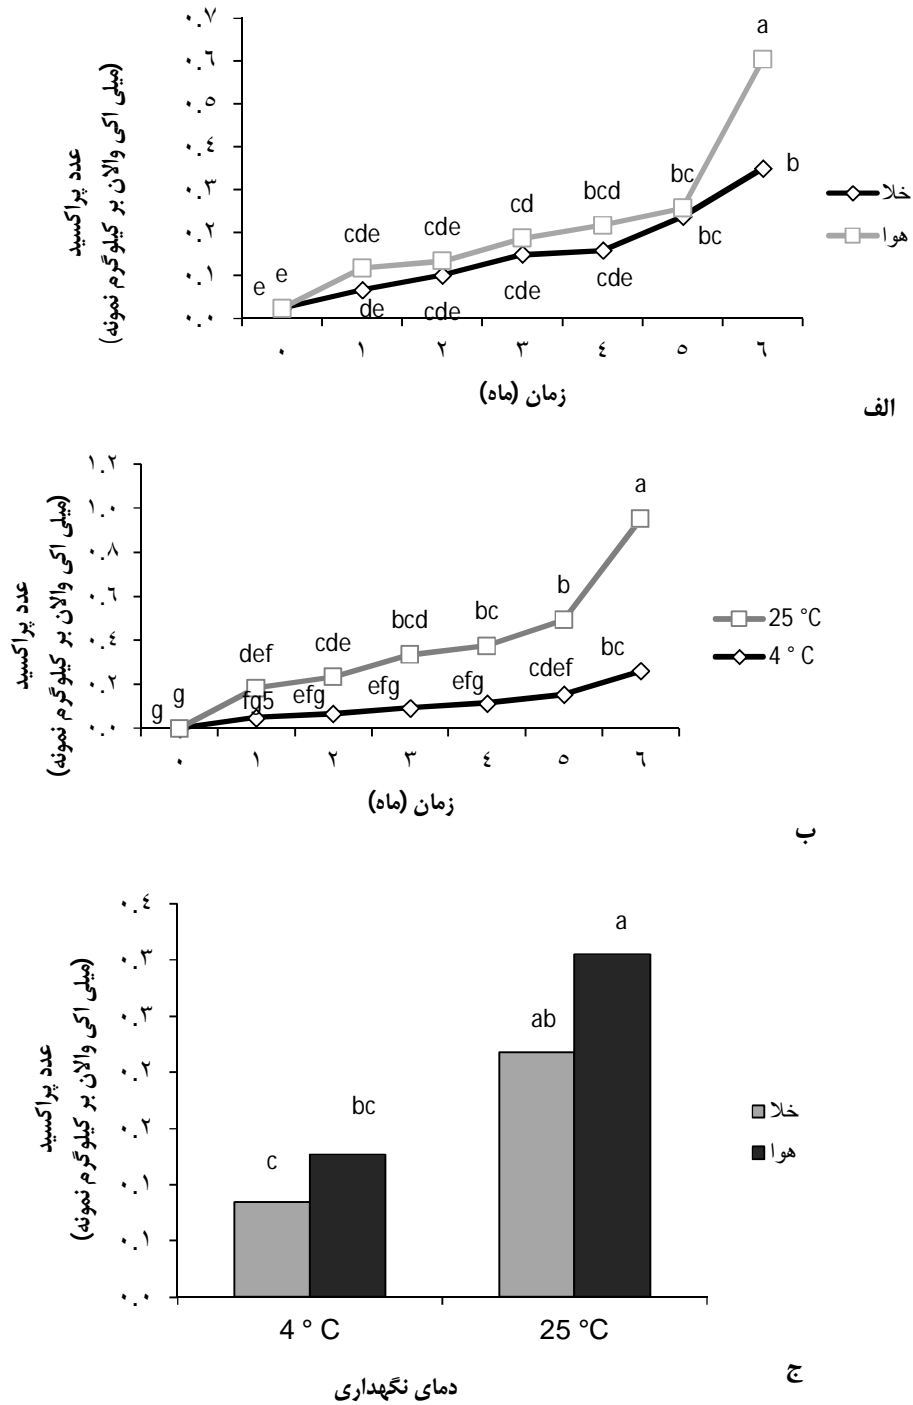 ۰.۷
۰.٦
۰.٥
۰.٤
۰.۳
۰.۲
۰.۱
۰.۰
عدد پراکسید
(میلی اکی والان بر کیلوگرم نمونه)
a
b
bc
bc
bcd
cde
cd
cde
cde
cde
cde
de
e
e
خلا
هوا
۰ ۱ ۲ ۳ ٤ ٥ ٦
زمان (ماه)
الف
۱.۲
۱.۰
۰.۸
۰.٦
۰.٤
۰.۲
۰.۰
عدد پراکسید
(میلی اکی والان بر کیلوگرم نمونه)
a
b
bc
bc
bcd
cdef
cde
efg
def
efg
efg
fg5
g
g
25 °C
4 ° C
۰ ۱ ۲ ۳ ٤ ٥ ٦
زمان (ماه)
ب
۰.٤
۰.۳
۰.۳
۰.۲
۰.۲
۰.۱
۰.۱
۰.۰
عدد پراکسید
(میلی اکی والان بر کیلوگرم نمونه)
a
ab
bc
c
خلا
هوا
4 ° C 25 °C
دمای نگهداری
ج